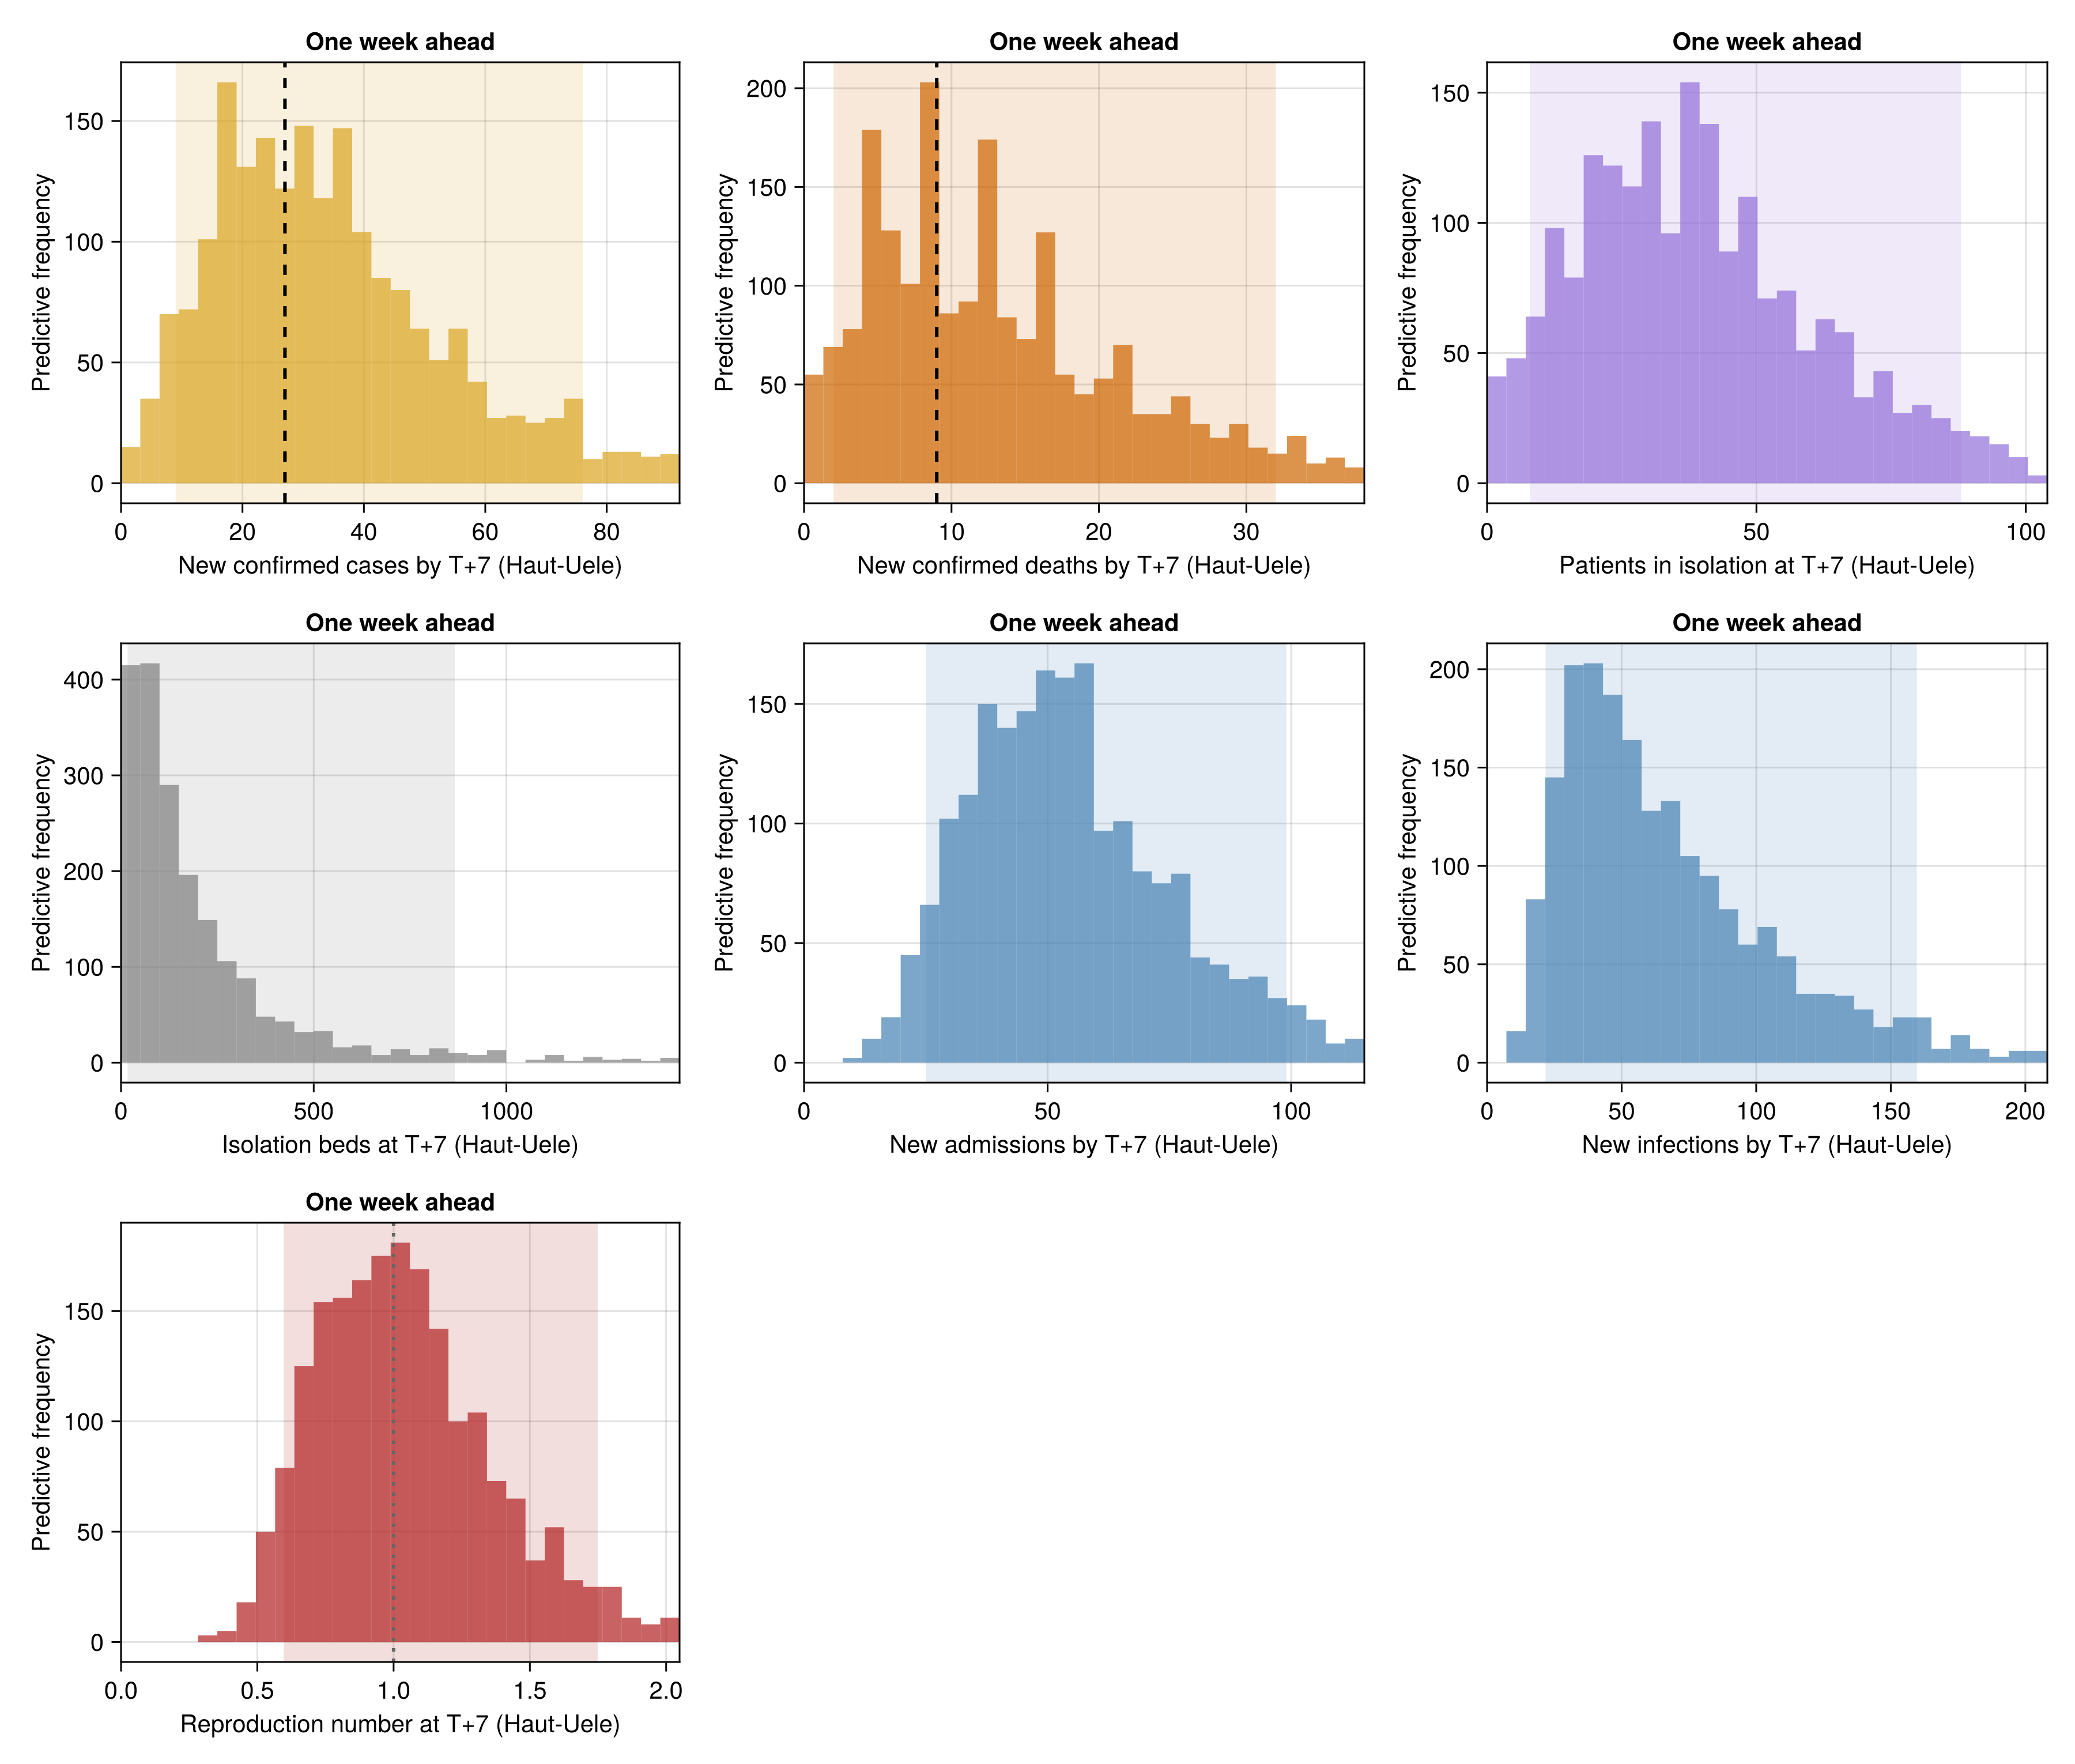 One week ahead
One week ahead
One week ahead
Predictive frequency
150
100
50
0
0 20 40 60 80
New confirmed cases by T+7 (Haut-Uele)
Predictive frequency
200
150
100
50
0
0 10 20 30
New confirmed deaths by T+7 (Haut-Uele)
Predictive frequency
150
100
50
0
0 50 100
Patients in isolation at T+7 (Haut-Uele)
One week ahead
One week ahead
One week ahead
Predictive frequency
400
300
200
100
0
0 500 1000
Isolation beds at T+7 (Haut-Uele)
Predictive frequency
150
100
50
0
0 50 100
New admissions by T+7 (Haut-Uele)
Predictive frequency
200
150
100
50
0
0 50 100 150 200
New infections by T+7 (Haut-Uele)
One week ahead
Predictive frequency
150
100
50
0
0.0 0.5 1.0 1.5 2.0
Reproduction number at T+7 (Haut-Uele)